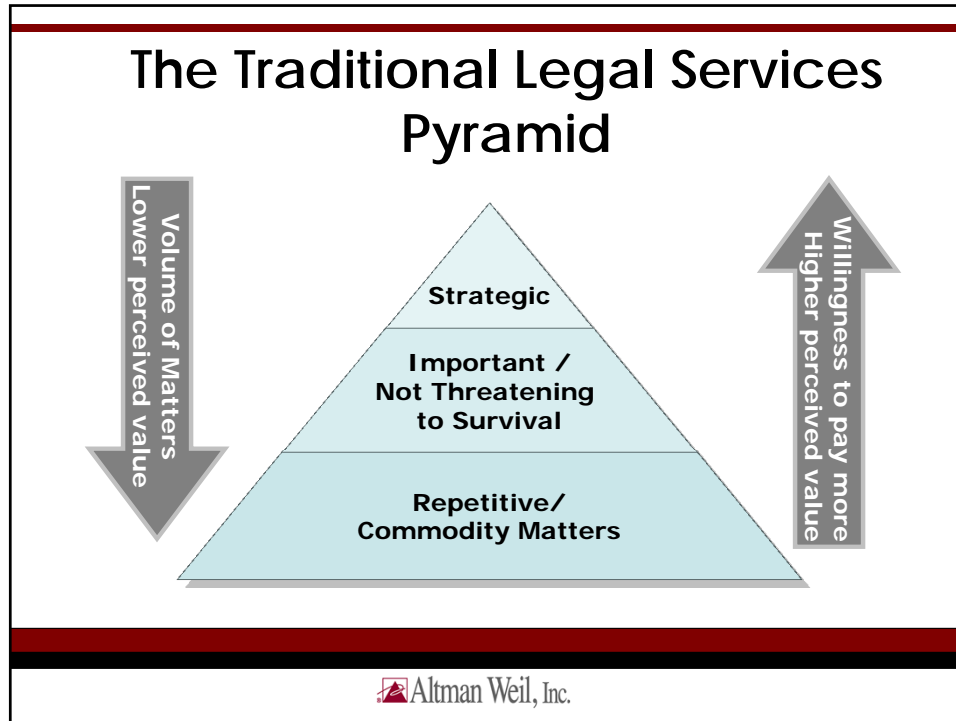 The Traditional Legal Services
Pyramid
Volume of Matters
Lower perceived value
Strategic
Important /
Not Threatening
to Survival
Repetitive/
Commodity Matters
Willingness to pay more
Higher perceived value
Altman Weil, Inc.